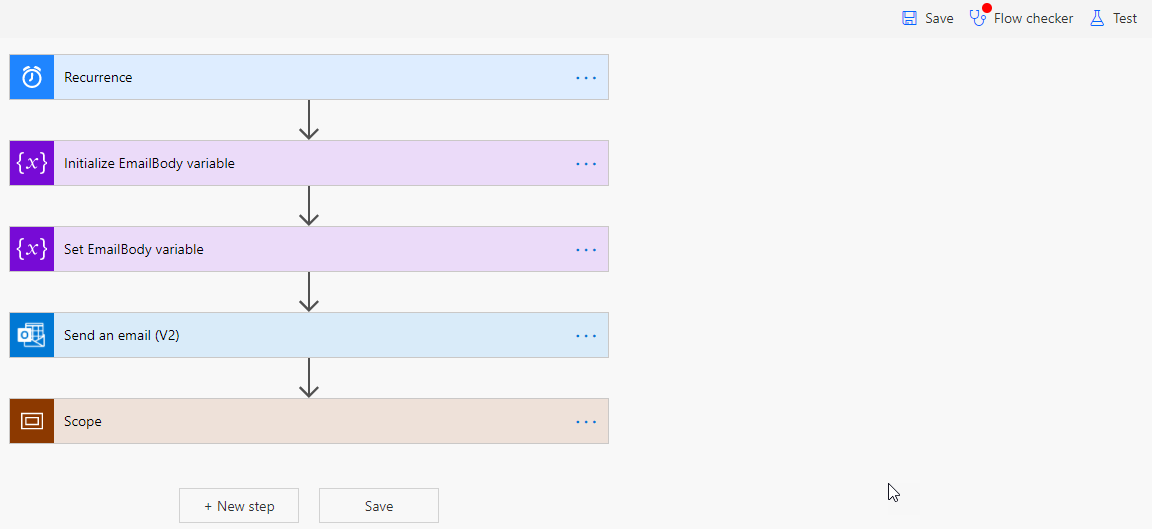 Save Flow checker Test
Recurrence ...
{x} Initialize EmailBody variable ...
{x} Set EmailBody variable ...
Send an email (V2) ...
Scope ...
+ New step Save